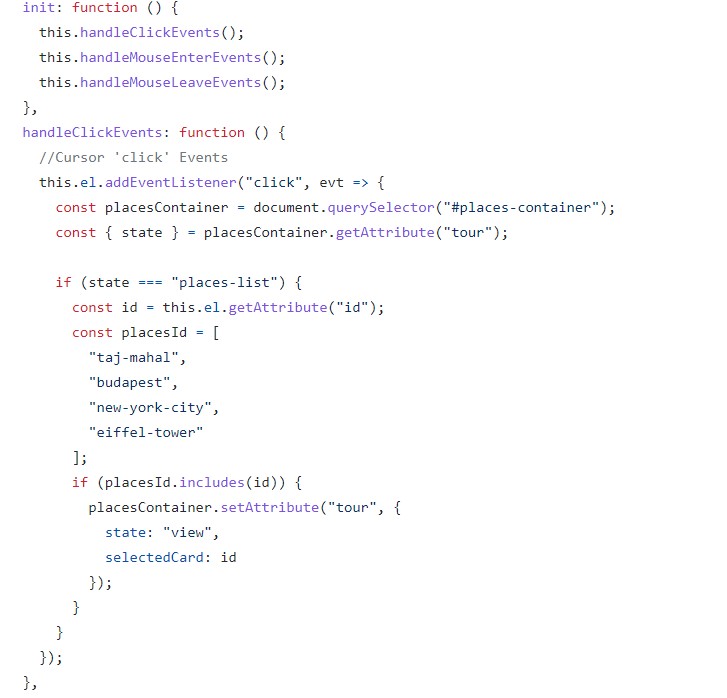 init: function () {
this.handleClickEvents();
this.handleMouseEnterEvents();
this.handleMouseLeaveEvents();
},
handleClickEvents: function () {
//Cursor 'click' Events
this.el.addEventListener("click", evt => {
const placesContainer = document.querySelector("#places-container");
const { state } = placesContainer.getAttribute("tour");
if (state === "places-list") {
const id = this.el.getAttribute("id");
const placesId = [
"taj-mahal",
"budapest",
"new-york-city",
"eiffel-tower"
];
if (placesId.includes(id)) {
placesContainer.setAttribute("tour", {
state: "view",
selectedCard: id
});
}
}
});
},